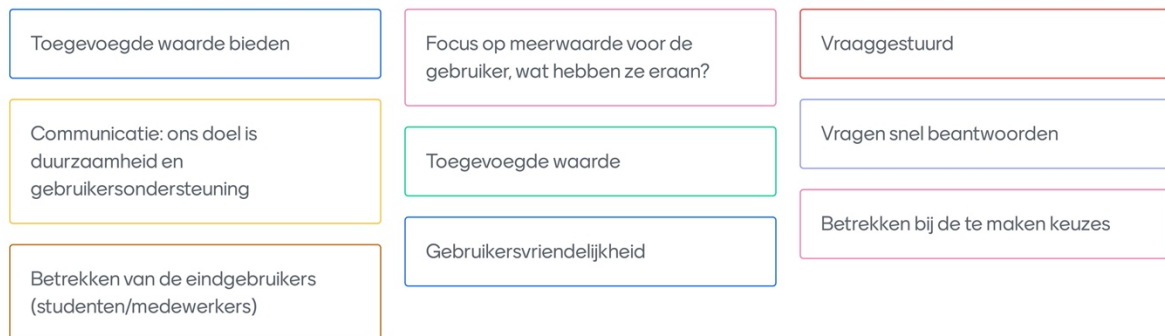 Toegevoegde waarde bieden
Communicatie: ons doel is
duurzaamheid en
gebruikersondersteuning
Betrekken van de eindgebruikers
(studenten/medewerkers)
Focus op meerwaarde voor de
gebruiker, wat hebben ze eraan?
Toegevoegde waarde
Gebruikersvriendelijkheid
Vraaggestuurd
Vragen snel beantwoorden
Betrekken bij de te maken keuzes